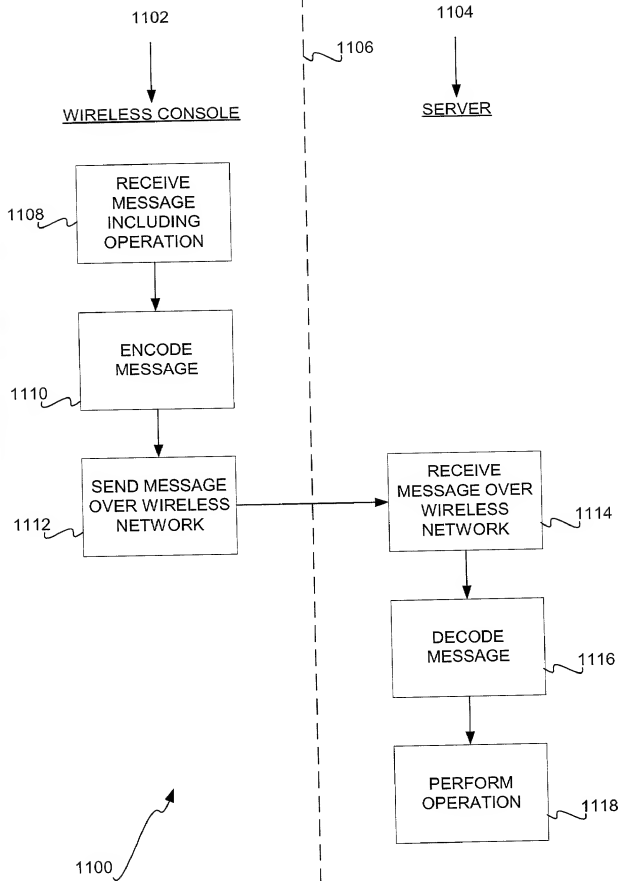 1102
1104
1106
WIRELESS CONSOLE
SERVER
RECEIVE
MESSAGE
INCLUDING
OPERATION
1108
ENCODE
MESSAGE
1110
SEND MESSAGE
OVER WIRELESS
NETWORK
1112
RECEIVE
MESSAGE OVER
WIRELESS
NETWORK
1114
DECODE
MESSAGE
1116
PERFORM
OPERATION
1118
1100